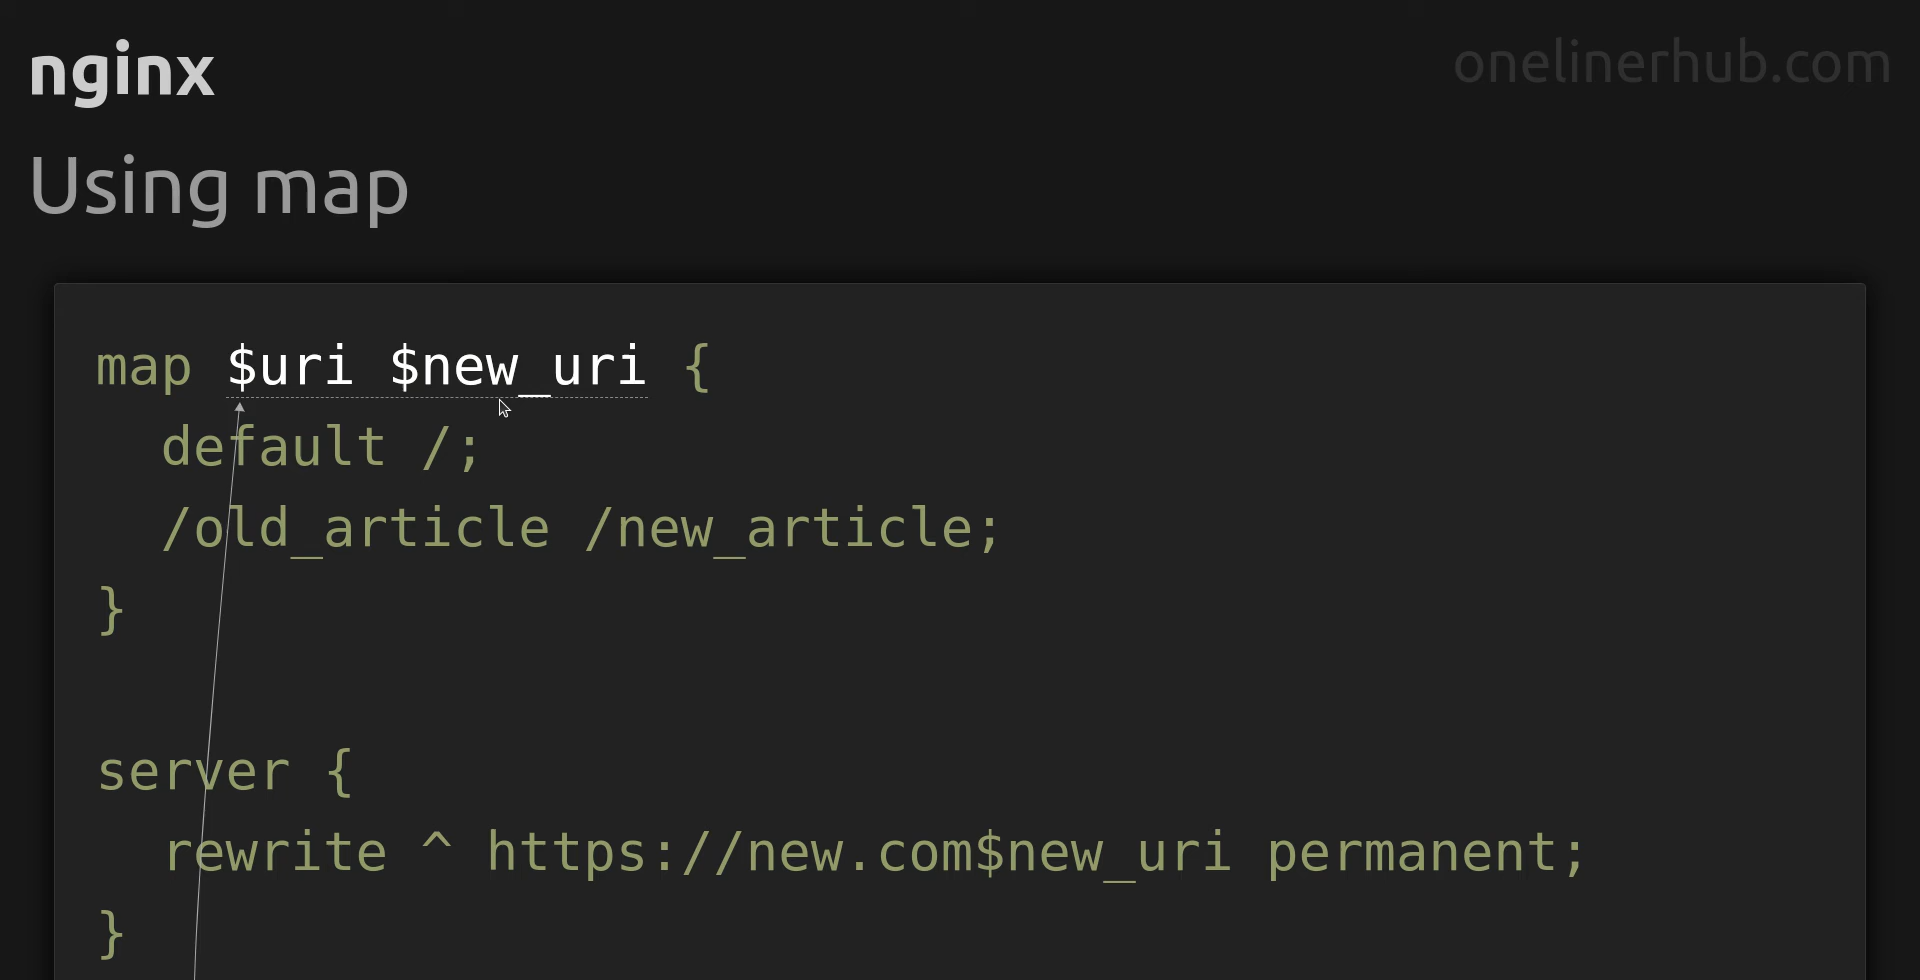 nginx
onelinerhub.com
Using map
map $uri $new_uri {
default /;
/old_article /new_article;
}
server {
rewrite ^ https://new.com$new_uri permanent;
}